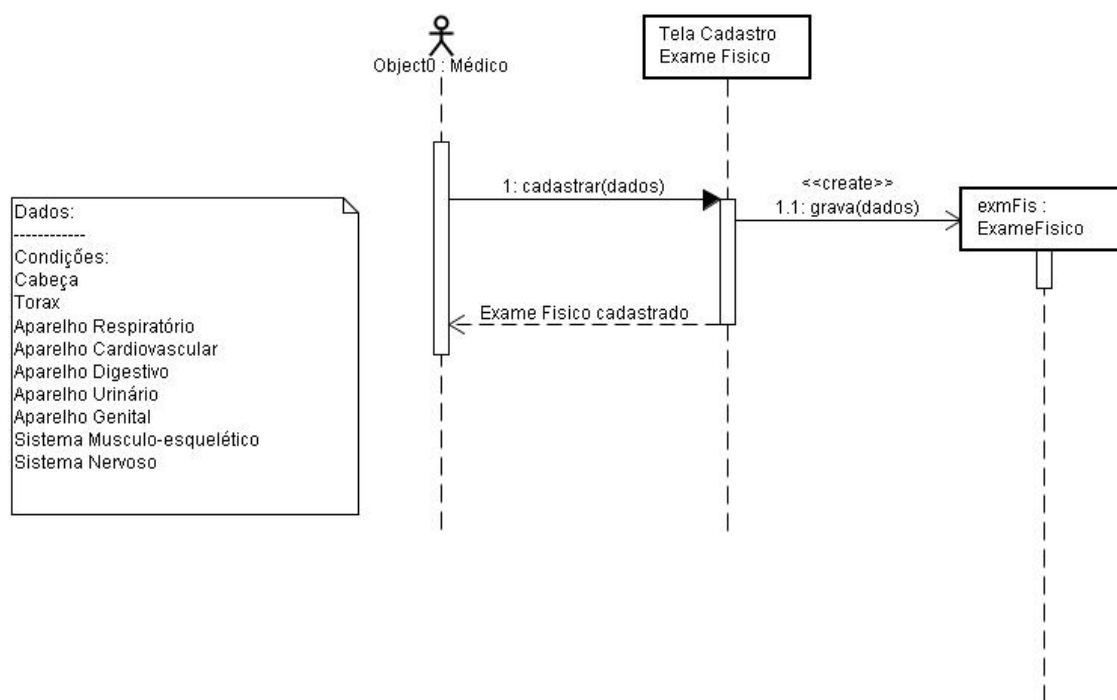 Object0 : Médico
Tela Cadastro
Exame Fisico
1: cadastrar(dados)
<<create>>
1.1: grava(dados)
exmFis :
ExameFisico
Exame Fisico cadastrado
Dados:
------------
Condições:
Cabeça
Torax
Aparelho Respiratório
Aparelho Cardiovascular
Aparelho Digestivo
Aparelho Urinário
Aparelho Genital
Sistema Musculo-esquelético
Sistema Nervoso